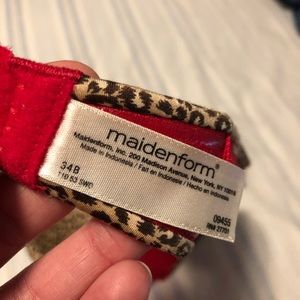 maidenform®
Maidenform, Inc. 200 Madison Avenue, New York, NY 10016
Made in Indonesia / Fait en Indonésie / Hecho en Indonesia
34B
09455